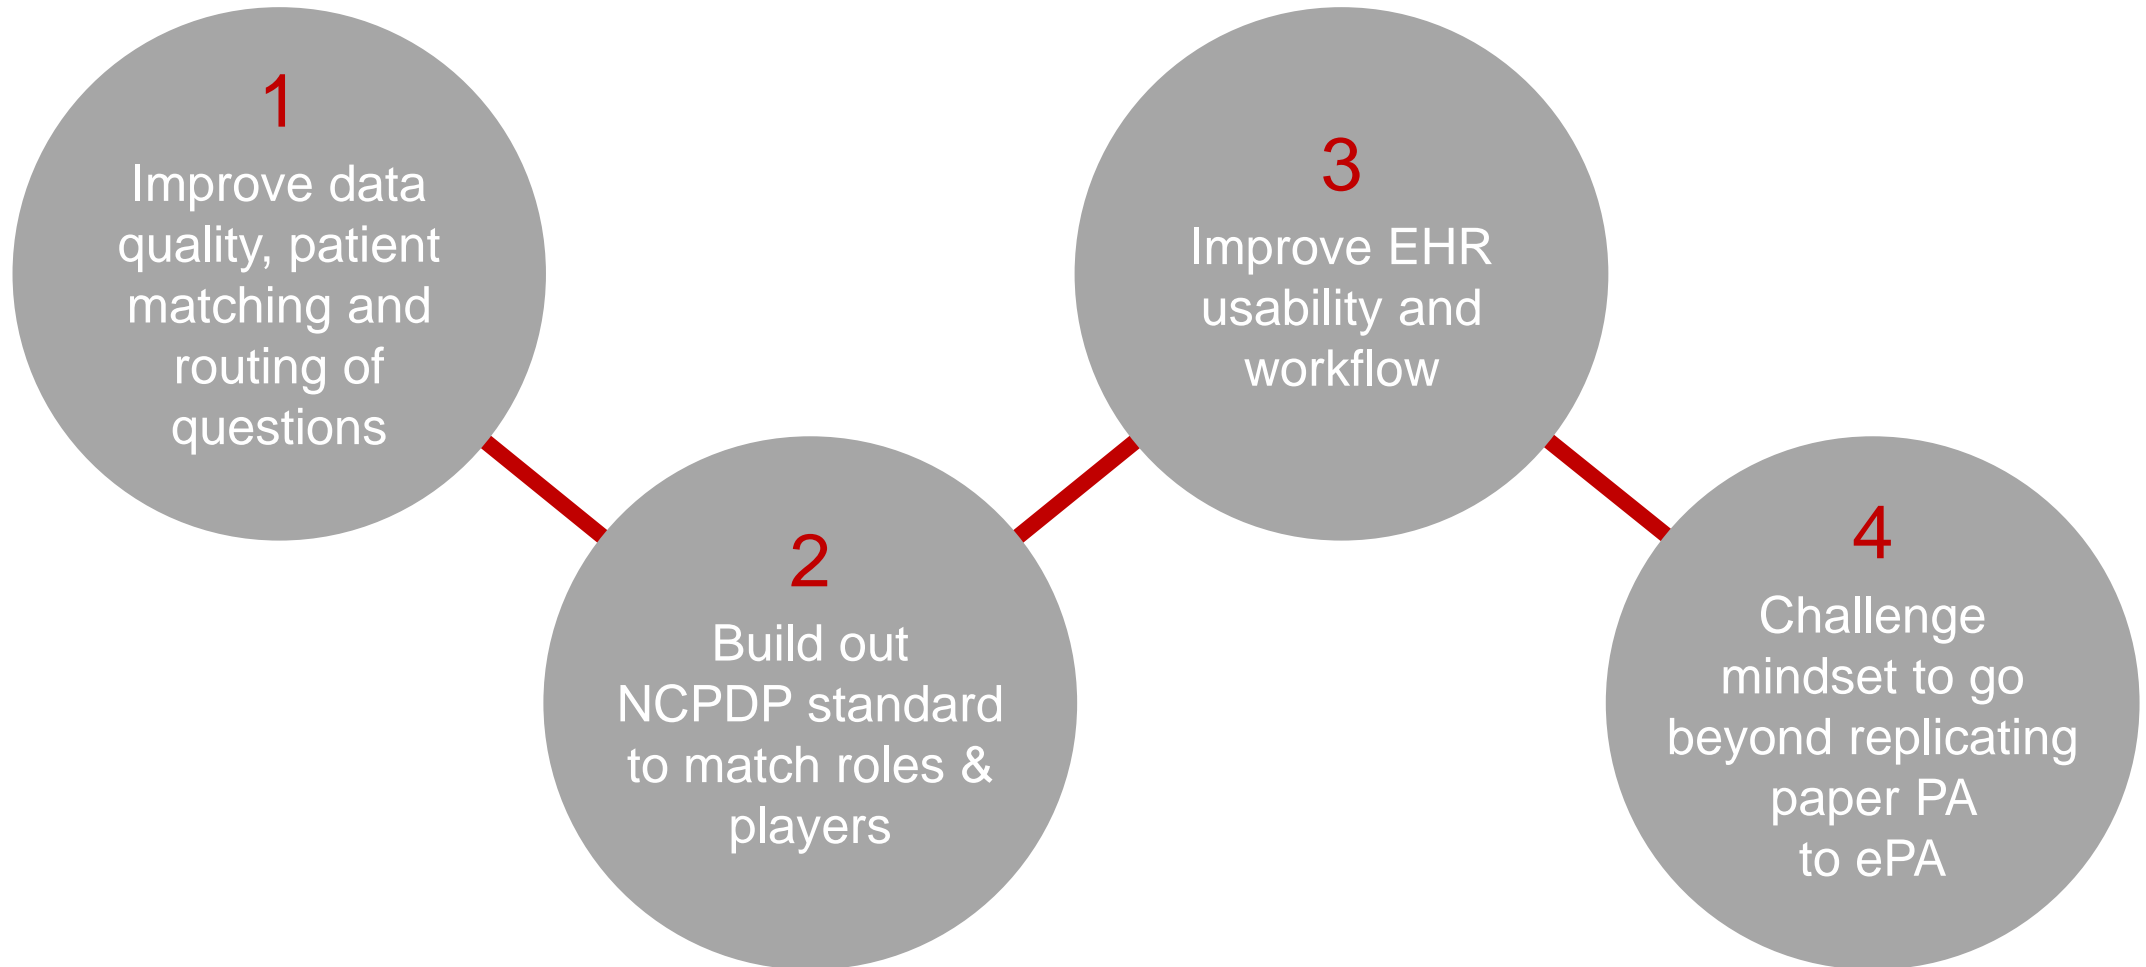 1
Improve data
quality, patient
matching and
routing of
questions
2
Build out
NCPDP standard
to match roles &
players
3
Improve EHR
usability and
workflow
4
Challenge
mindset to go
beyond replicating
paper PA
to ePA